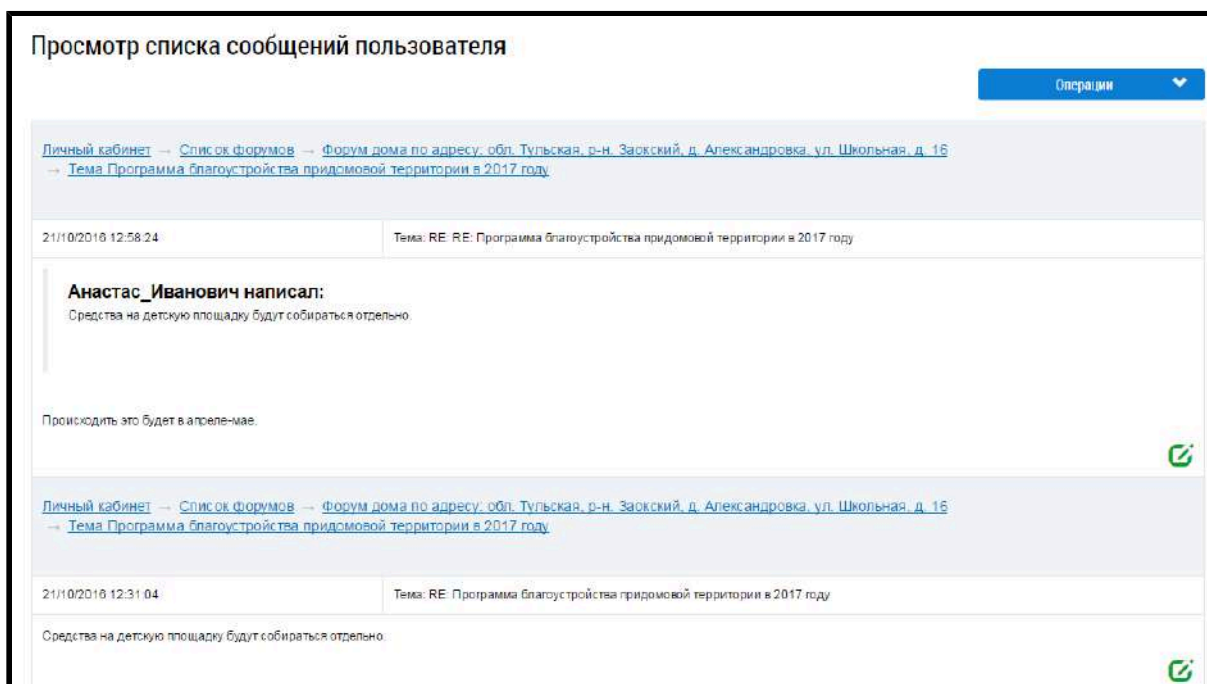 Просмотр списка сообщений пользователя
Операции
Личный кабинет → Список форумов → Форум дома по адресу: обл. Тульская, р-н. Заокский, д. Александровка, ул. Школьная, д. 16
→ Тема Программа благоустройства придомовой территории в 2017 году
21/10/2016 12:58:24 Тема: RE: RE: Программа благоустройства придомовой территории в 2017 году
Анастас_Иванович написал:
Средства на детскую площадку будут собираться отдельно.
Происходить это будет в апреле-мае.
Личный кабинет → Список форумов → Форум дома по адресу: обл. Тульская, р-н. Заокский, д. Александровка, ул. Школьная, д. 16
→ Тема Программа благоустройства придомовой территории в 2017 году
21/10/2016 12:31:04 Тема: RE: Программа благоустройства придомовой территории в 2017 году
Средства на детскую площадку будут собираться отдельно.